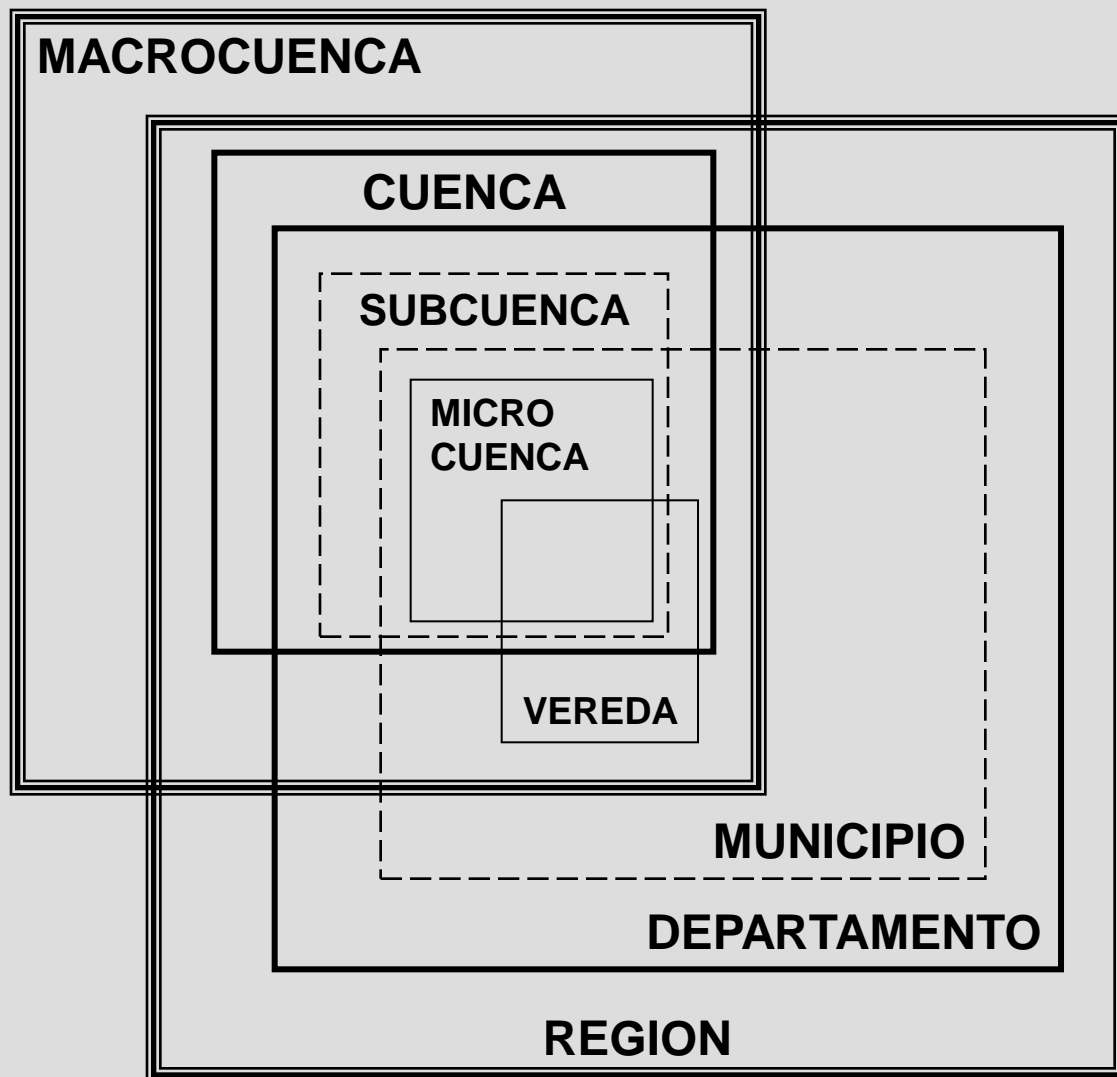 MACROCUENCA
CUENCA
SUBCUENCA
MICRO
CUENCA
VEREDA
MUNICIPIO
DEPARTAMENTO
REGION